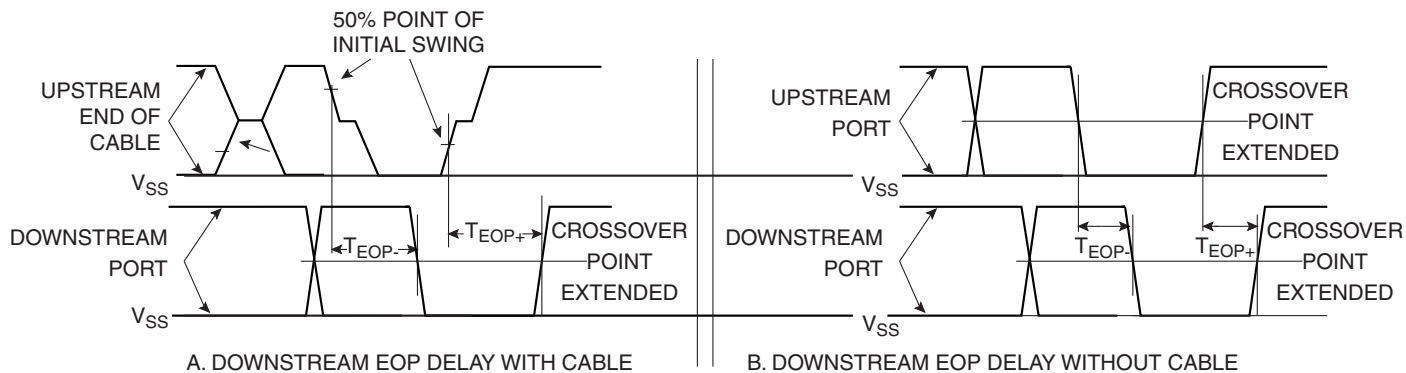 50% POINT OF
INITIAL SWING
UPSTREAM
END OF
CABLE
VSS
DOWNSTREAM
PORT
VSS
TEOP-
TEOP+
CROSSOVER
POINT
EXTENDED
A. DOWNSTREAM EOP DELAY WITH CABLE
UPSTREAM
PORT
VSS
CROSSOVER
POINT
EXTENDED
DOWNSTREAM
PORT
VSS
TEOP-
TEOP+
CROSSOVER
POINT
EXTENDED
B. DOWNSTREAM EOP DELAY WITHOUT CABLE